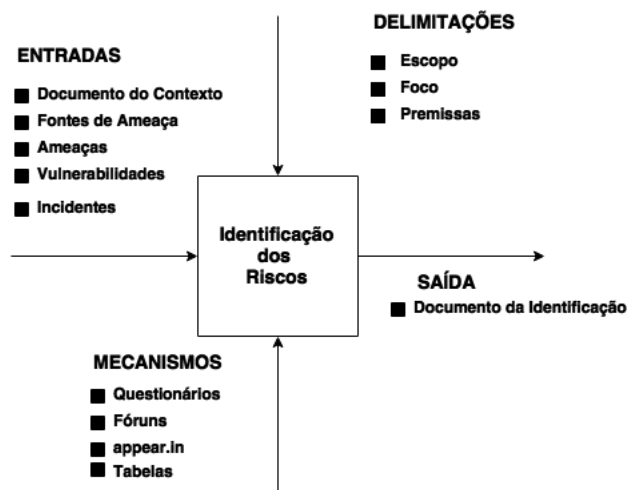 DELIMITAÇÕES
Escopo
Foco
Premissas
ENTRADAS
Documento do Contexto
Fontes de Ameaça
Ameaças
Vulnerabilidades
Incidentes
Identificação
dos
Riscos
SAÍDA
Documento da Identificação
MECANISMOS
Questionários
Fóruns
appear.in
Tabelas